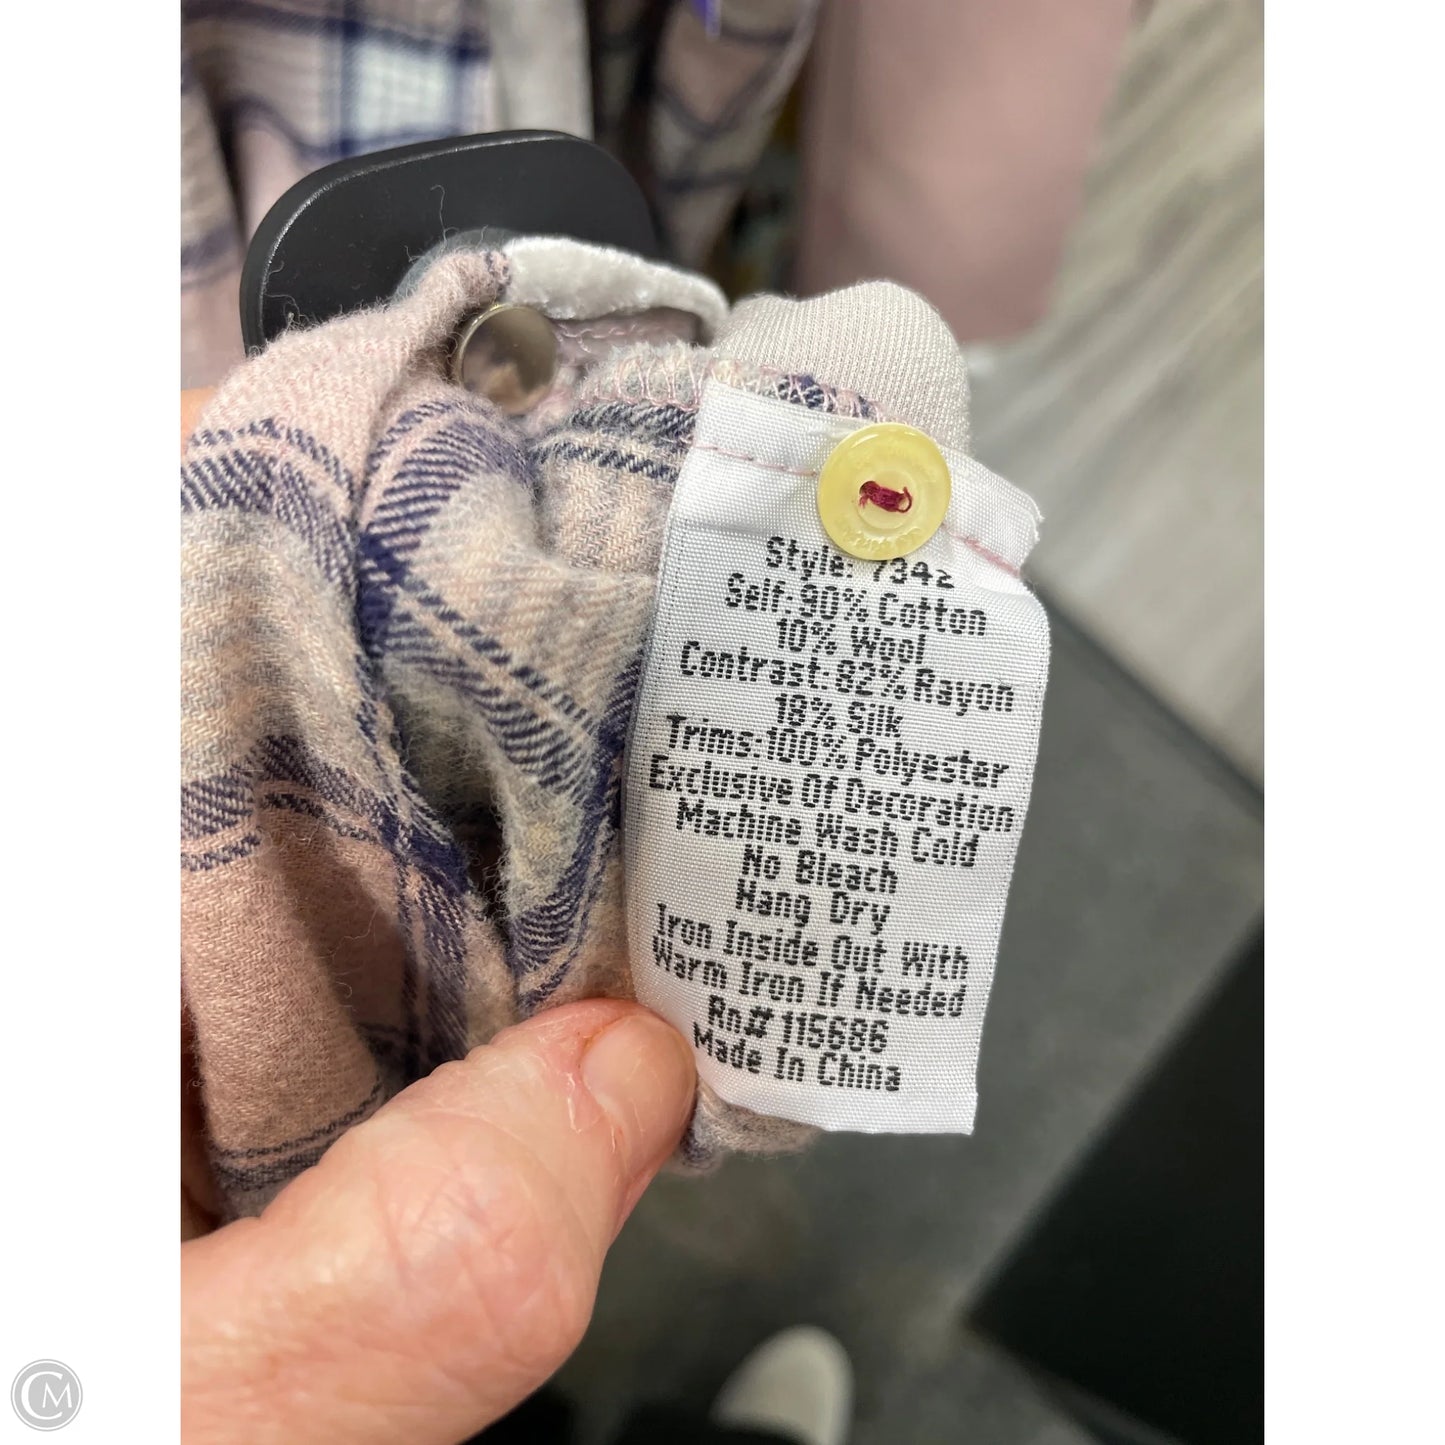 Style: 7342
Self: 90% Cotton
10% Wool
Contrast: 82% Rayon
18% Silk
Trims: 100% Polyester
Exclusive Of Decoration
Machine Wash Cold
No Bleach
Hang Dry
Iron Inside Out With
Warm Iron If Needed
Rn# 115686
Made In China
CM